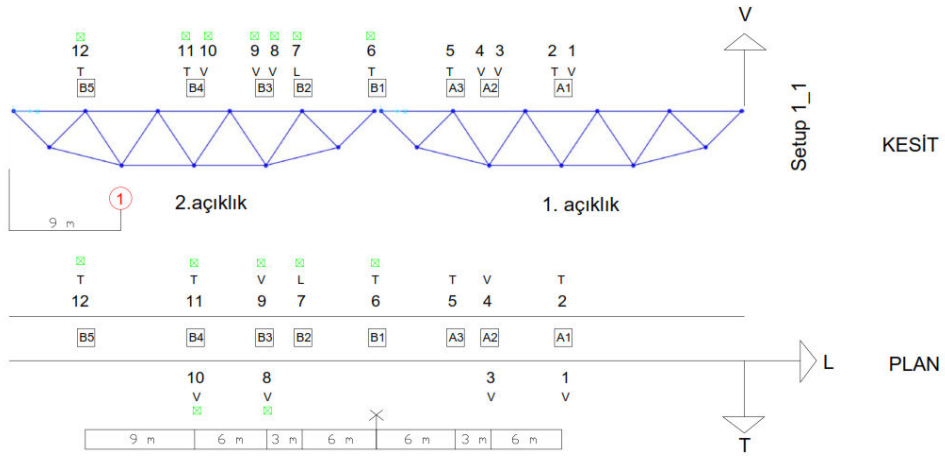 V
12 11 10 9 8 7 6 5 4 3 2 1
T T V V V L T T V V T V
B5 B4 B3 B2 B1 A3 A2 A1
Setup 1_1
KESİT
1
9 m
2.açıklık
1. açıklık
T T V L T T V T
12 11 9 7 6 5 4 2
B5 B4 B3 B2 B1 A3 A2 A1
L
PLAN
10 8 3 1
V V V V
9 m 6 m 3 m 6 m 6 m 3 m 6 m
T